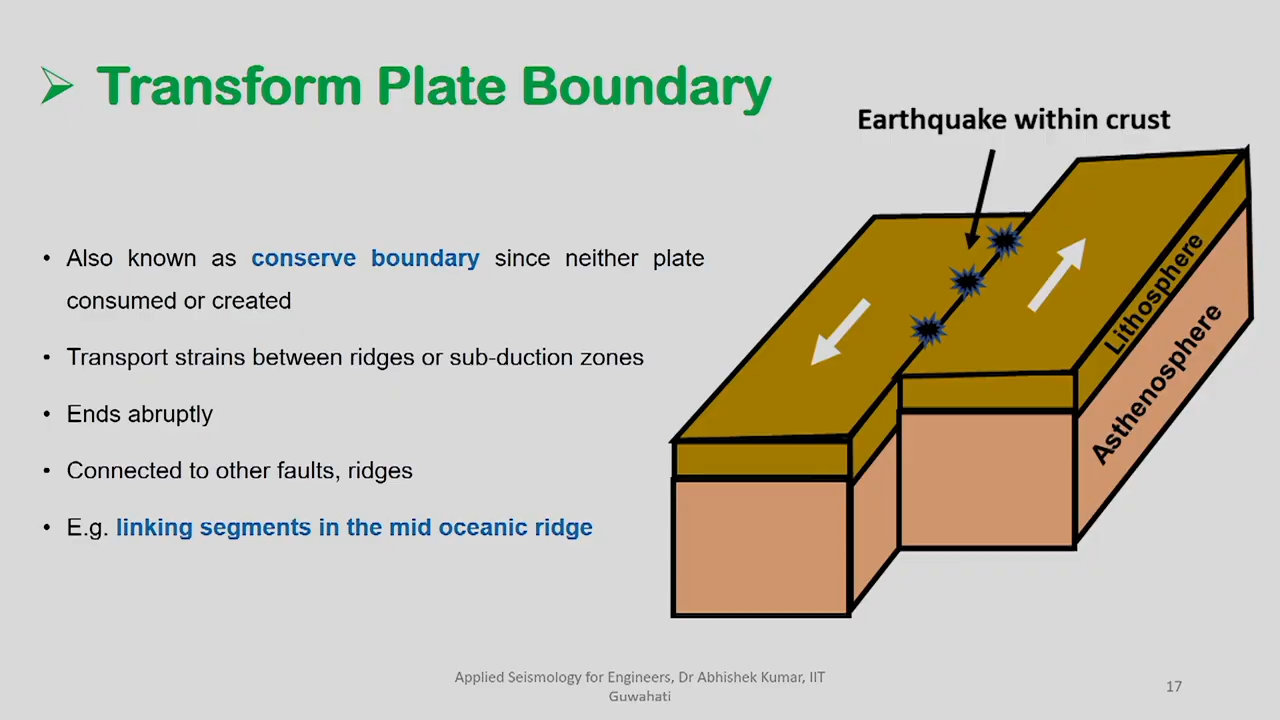 Transform Plate Boundary
Earthquake within crust
• Also known as conserve boundary since neither plate
consumed or created
• Transport strains between ridges or sub-duction zones
• Ends abruptly
• Connected to other faults, ridges
• E.g. linking segments in the mid oceanic ridge
Lithosphere
Asthenosphere
Applied Seismology for Engineers, Dr Abhishek Kumar, IIT
Guwahati
17